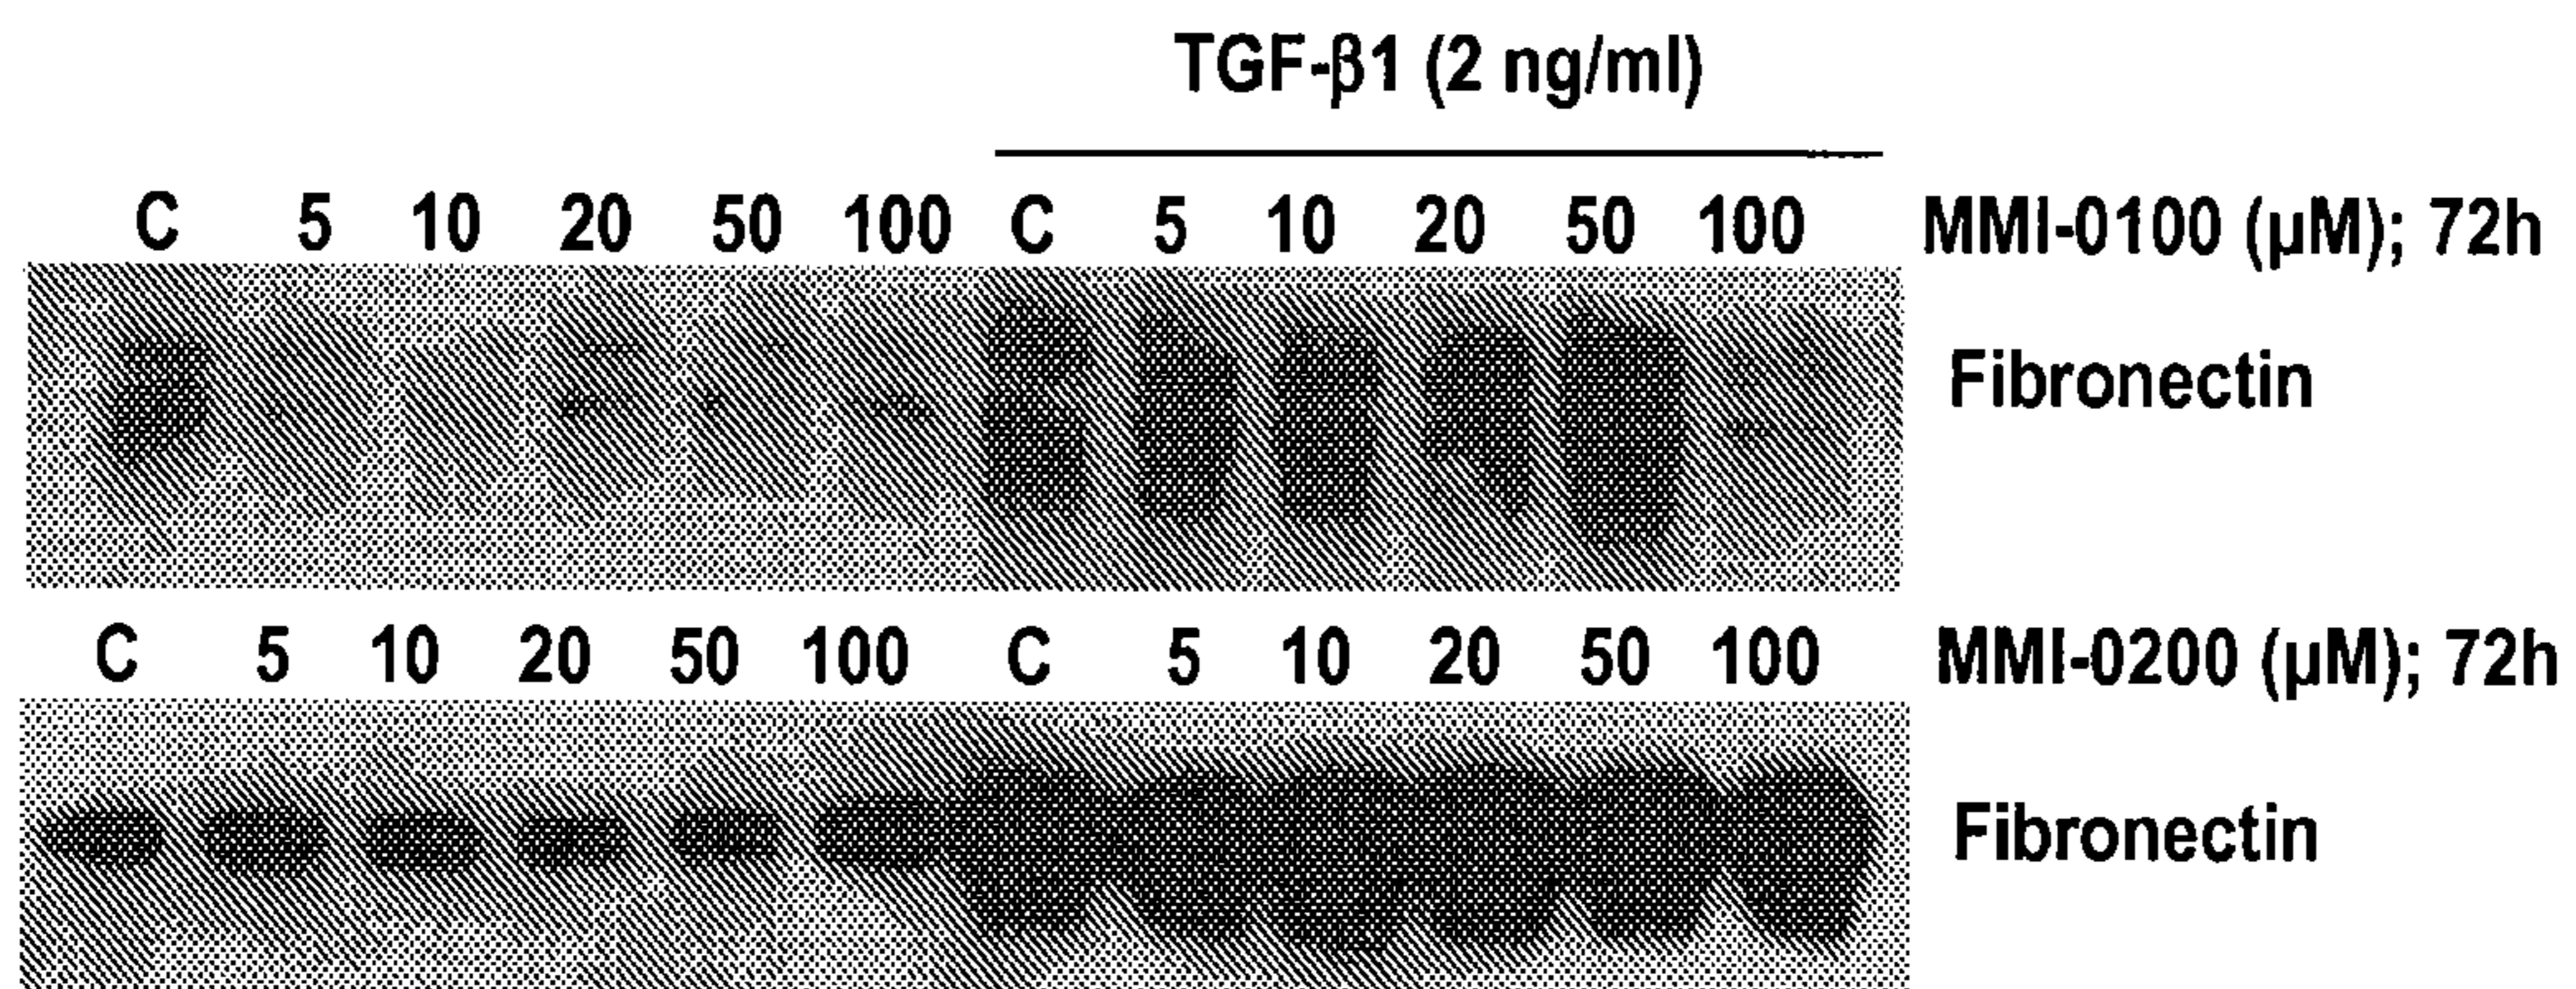 TGF-β1 (2 ng/ml)
C 5 10 20 50 100 C 5 10 20 50 100 MMI-0100 (μM); 72h
Fibronectin
C 5 10 20 50 100 C 5 10 20 50 100 MMI-0200 (μM); 72h
Fibronectin